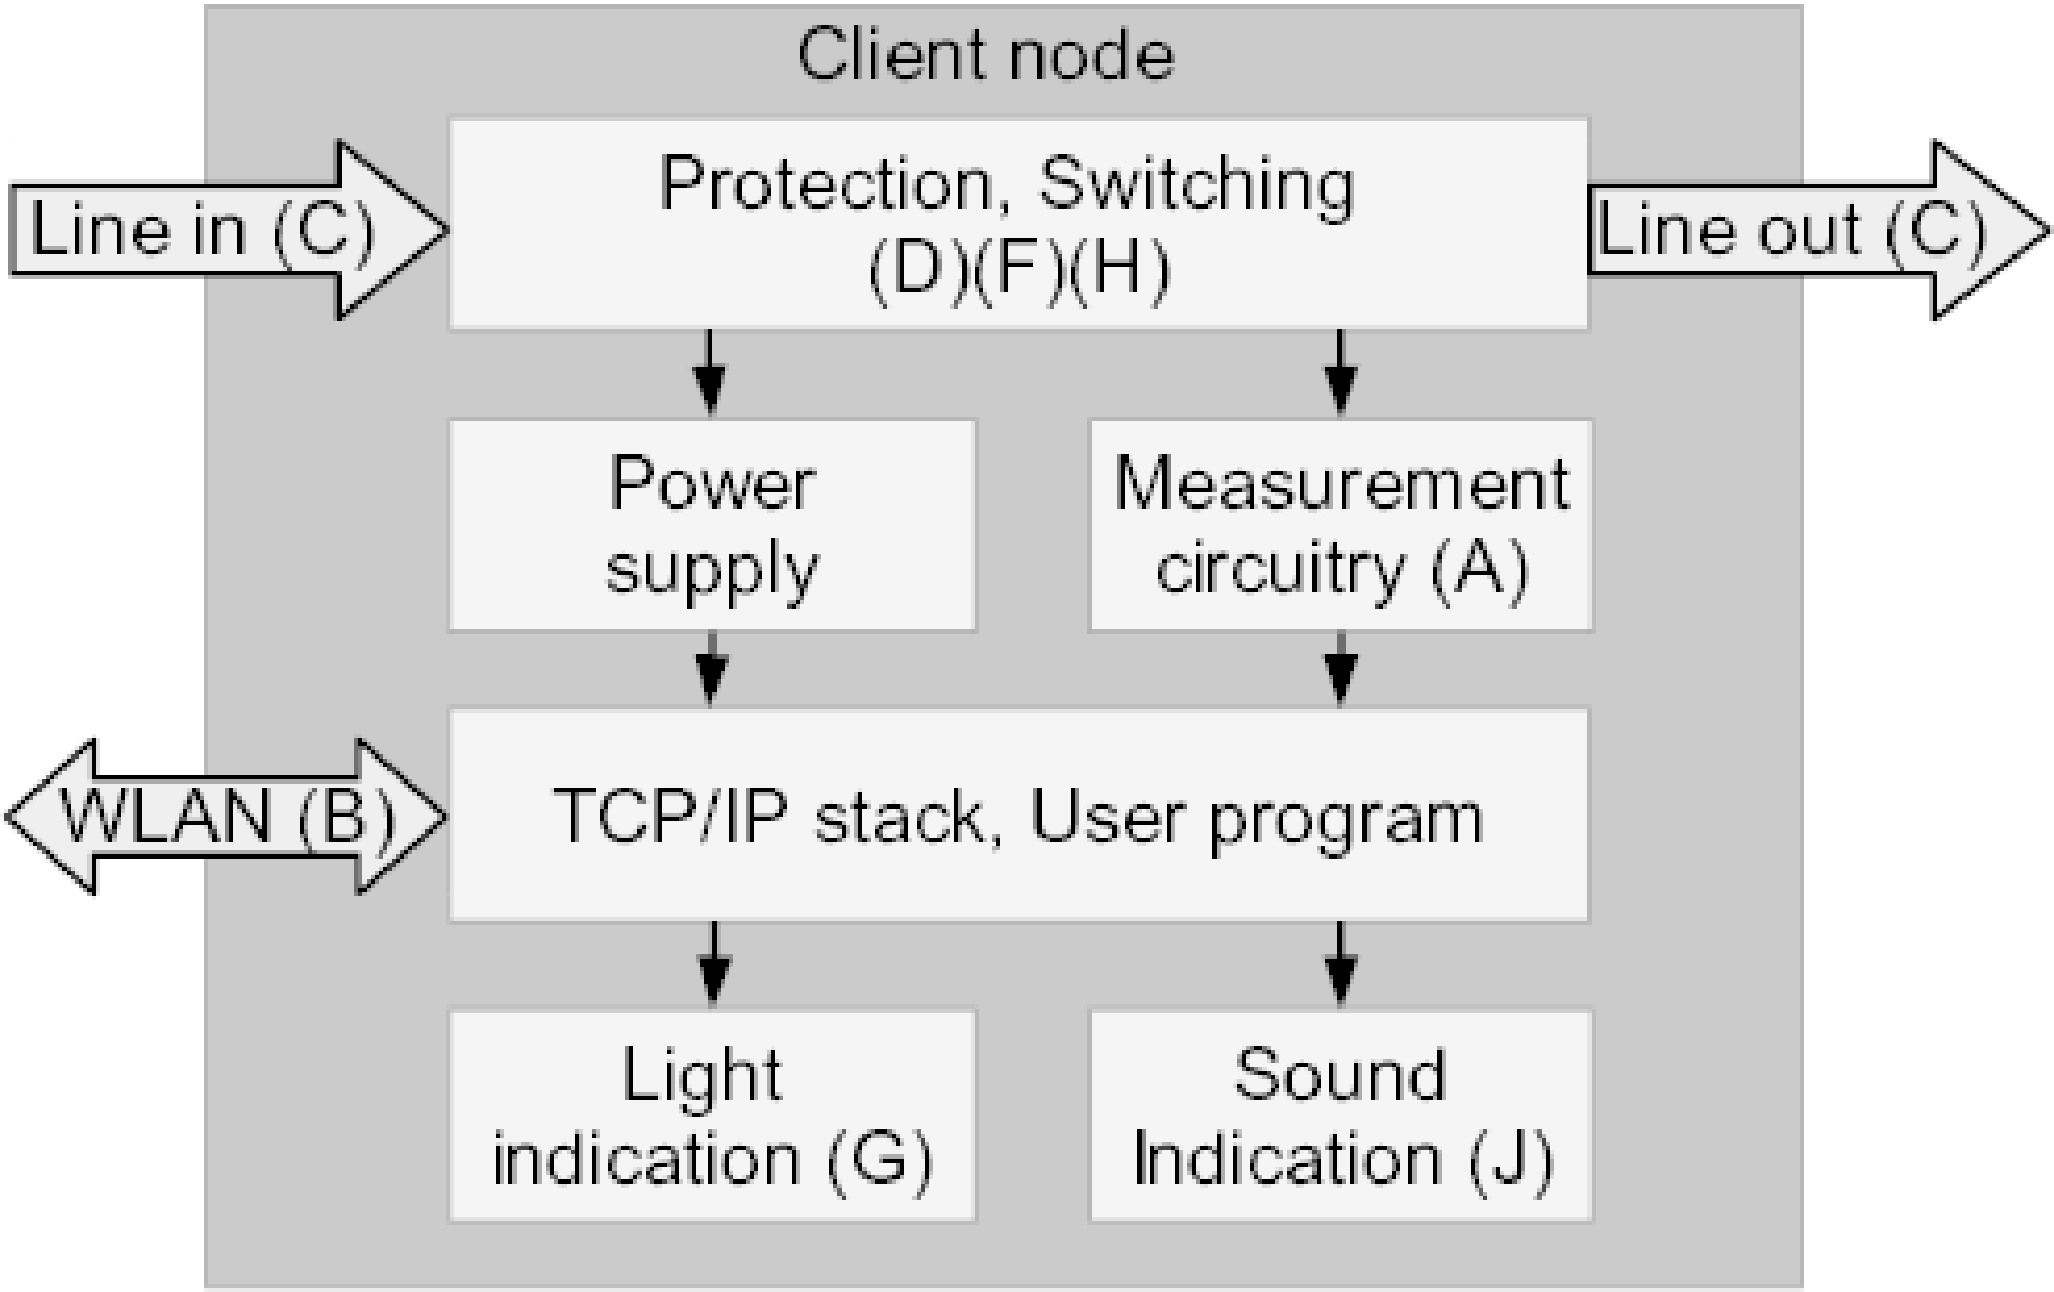 Client node
Line in (C)
Protection, Switching
(D)(F)(H)
Line out (C)
Power
supply
Measurement
circuitry (A)
WLAN (B)
TCP/IP stack, User program
Light
indication (G)
Sound
Indication (J)